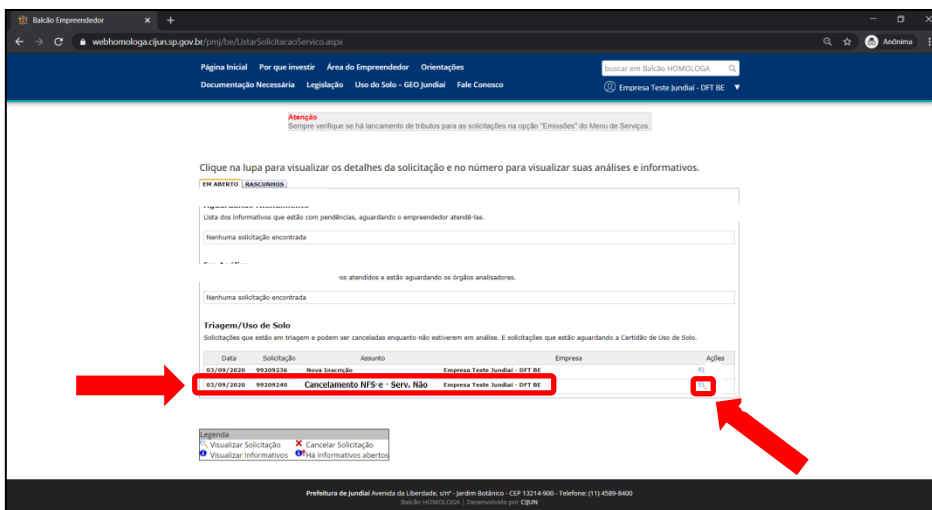 Balcão Empreendedor
webhomologa.cijun.sp.gov.br/pmj/be/ListarSolicitacaoServico.aspx
Anônima
Página Inicial Por que investir Área do Empreendedor Orientações
buscar em Balcão HOMOLOGA
Documentação Necessária Legislação Uso do Solo - GEO Jundiaí Fale Conosco
Empresa Teste Jundiaí - DFT BE
Atenção
Sempre verifique se há lancamento de tributos para as solicitações na opção "Emissões" do Menu de Serviços
Clique na lupa para visualizar os detalhes da solicitação e no número para visualizar suas análises e informativos.
EM ABERTO RASCUNHOS
Lista dos informativos que estão com pendências, aguardando o empreendedor atendê-las.
Nenhuma solicitação encontrada
os atendidos e estão aguardando os órgãos analisadores.
Nenhuma solicitação encontrada
Triagem/Uso de Solo
Solicitações que estão em triagem e podem ser canceladas enquanto não estiverem em análise. E solicitações que estão aguardando a Certidão de Uso de Solo.
Data Solicitação Assunto Empresa Ações
03/09/2020 99209236 Nova Inscrição Empresa Teste Jundiaí - DFT BE
03/09/2020 99209240 Cancelamento NFS-e - Serv. Não Empresa Teste Jundiaí - DFT BE
Legenda
Visualizar Solicitação Cancelar Solicitação
Visualizar Informativos Há Informativos abertos
Prefeitura de Jundiaí Avenida da Liberdade, s/nº - Jardim Botânico - CEP 13214-900 - Telefone: (11) 4589-8400
Balcão HOMOLOGA | Desenvolvido por CIJUN